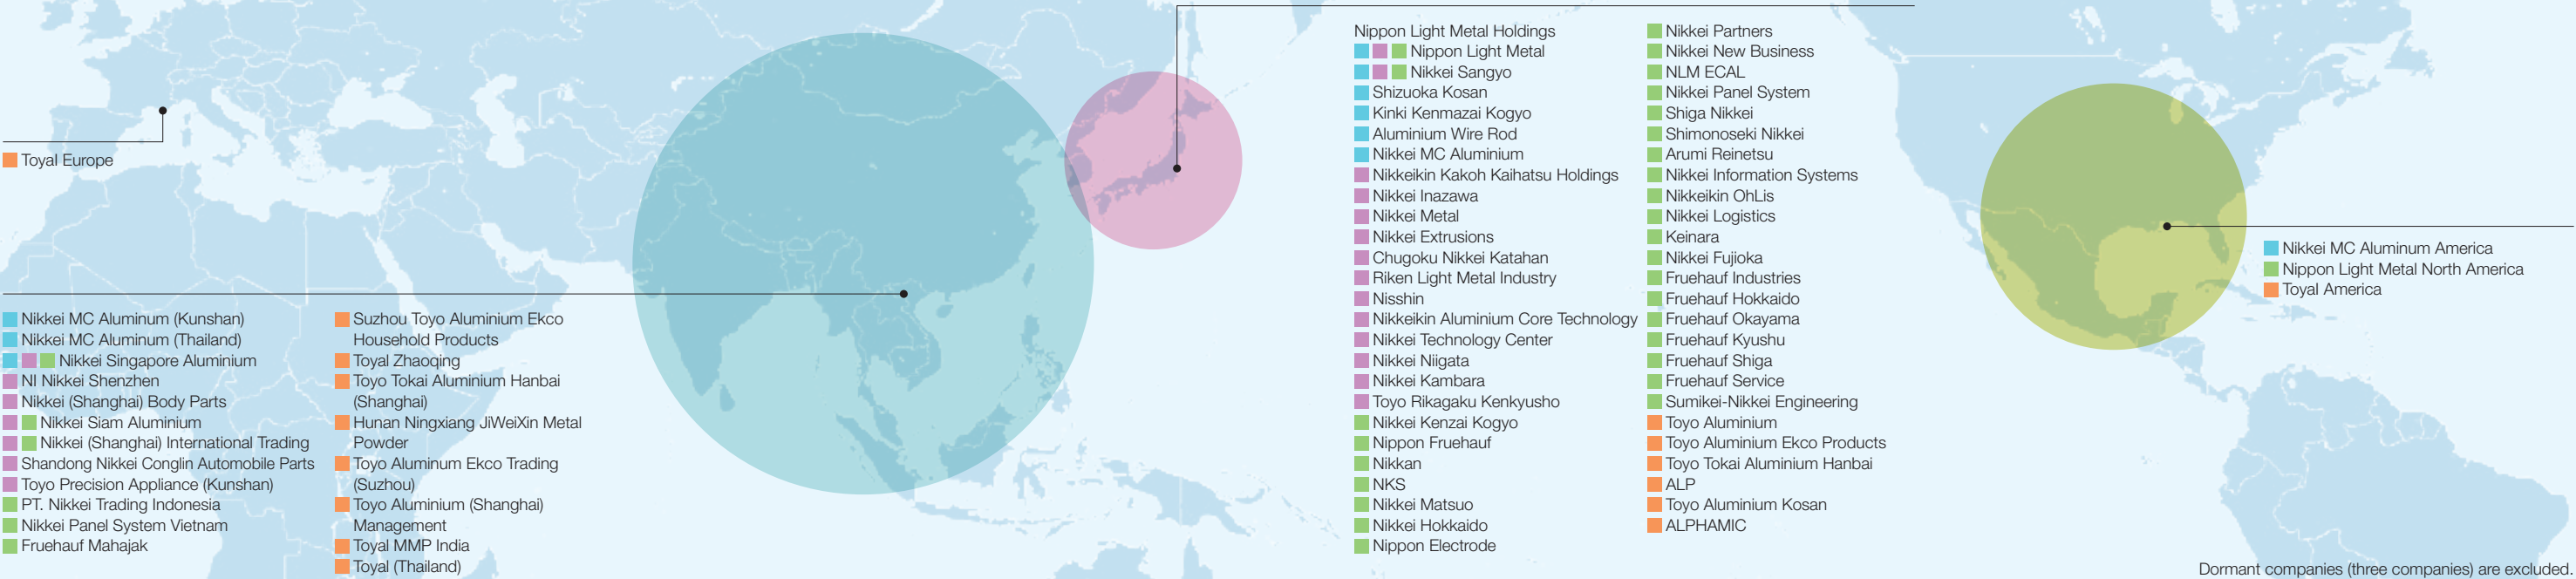 Toyal Europe
Nikkei MC Aluminum (Kunshan)
Nikkei MC Aluminum (Thailand)
Nikkei Singapore Aluminium
NI Nikkei Shenzhen
Nikkei (Shanghai) Body Parts
Nikkei Siam Aluminium
Nikkei (Shanghai) International Trading
Shandong Nikkei Conglin Automobile Parts
Toyo Precision Appliance (Kunshan)
PT. Nikkei Trading Indonesia
Nikkei Panel System Vietnam
Fruehauf Mahajak
Suzhou Toyo Aluminium Ekco
Household Products
Toyal Zhaoqing
Toyo Tokai Aluminium Hanbai
(Shanghai)
Hunan Ningxiang JiWeiXin Metal
Powder
Toyo Aluminum Ekco Trading
(Suzhou)
Toyo Aluminium (Shanghai)
Management
Toyal MMP India
Toyal (Thailand)
Nippon Light Metal Holdings
Nippon Light Metal
Nikkei Sangyo
Shizuoka Kosan
Kinki Kenmazai Kogyo
Aluminium Wire Rod
Nikkei MC Aluminium
Nikkeikin Kakoh Kaihatsu Holdings
Nikkei Inazawa
Nikkei Metal
Nikkei Extrusions
Chugoku Nikkei Katahan
Riken Light Metal Industry
Nisshin
Nikkeikin Aluminium Core Technology
Nikkei Technology Center
Nikkei Niigata
Nikkei Kambara
Toyo Rikagaku Kenkyusho
Nikkei Kenzai Kogyo
Nippon Fruehauf
Nikkan
NKS
Nikkei Matsuo
Nikkei Hokkaido
Nippon Electrode
Nikkei Partners
Nikkei New Business
NLM ECAL
Nikkei Panel System
Shiga Nikkei
Shimonoseki Nikkei
Arumi Reinetsu
Nikkei Information Systems
Nikkeikin OhLis
Nikkei Logistics
Keinara
Nikkei Fujioka
Fruehauf Industries
Fruehauf Hokkaido
Fruehauf Okayama
Fruehauf Kyushu
Fruehauf Shiga
Fruehauf Service
Sumikei-Nikkei Engineering
Toyo Aluminium
Toyo Aluminium Ekco Products
Toyo Tokai Aluminium Hanbai
ALP
Toyo Aluminium Kosan
ALPHAMIC
Nikkei MC Aluminum America
Nippon Light Metal North America
Toyal America
Dormant companies (three companies) are excluded.